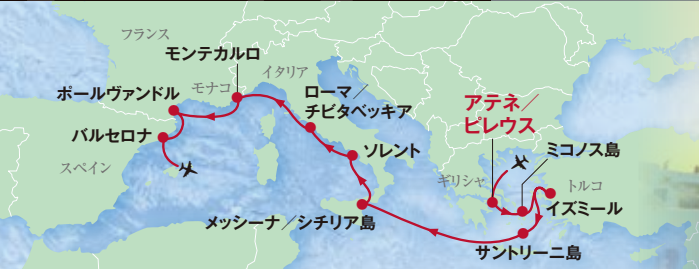 フランス
モンテカルロ
イタリア
モナコ
ポールヴァンドル
ローマ／
チビタベッキア
アテネ／
ピレウス
バルセロナ
ソレント
ミコノス島
スペイン
ギリシャ
トルコ
イズミール
メッシーナ／シチリア島
サントリーニ島